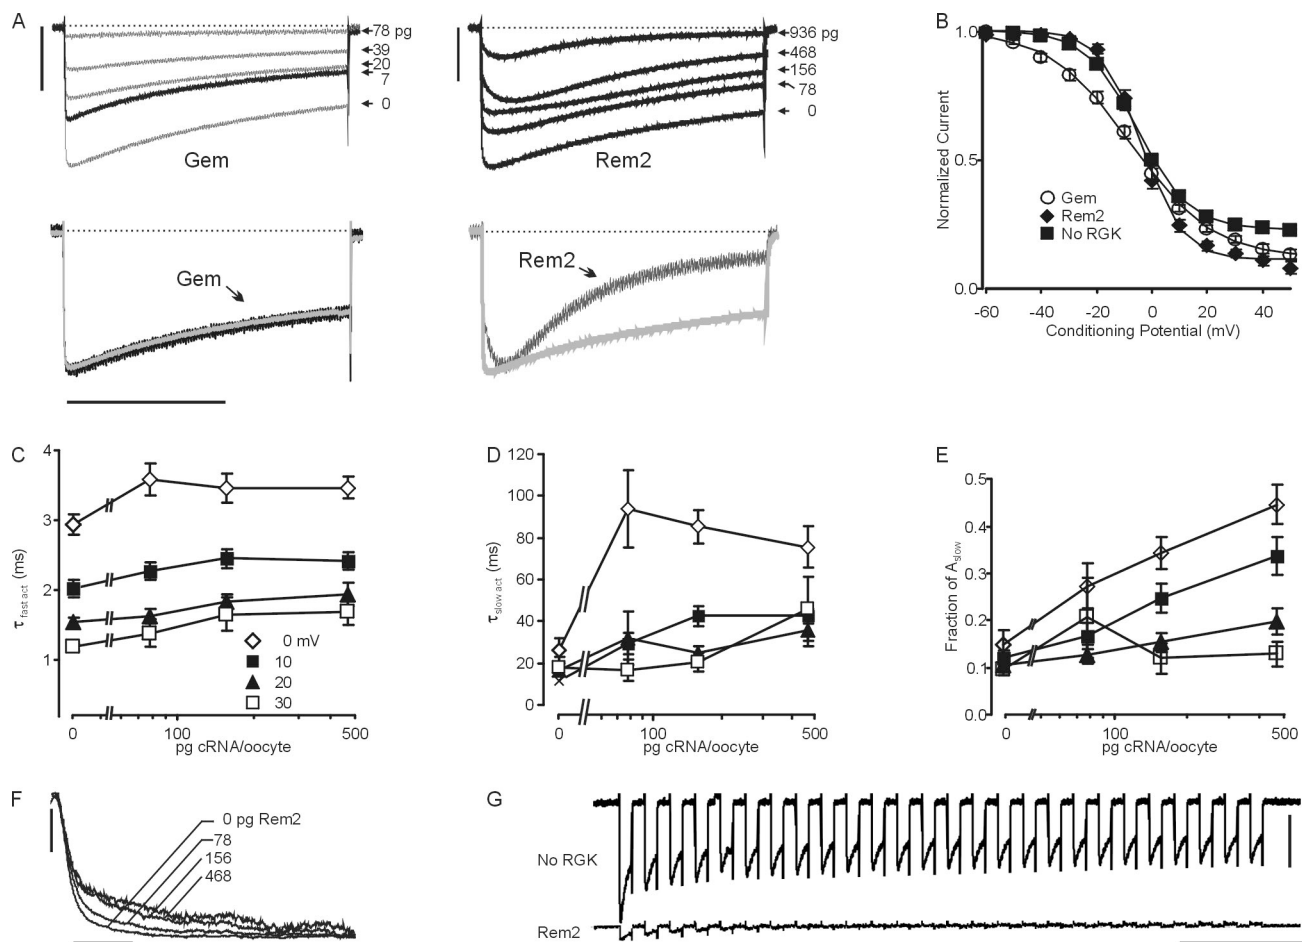 A
78 pg
39
20
7
0
Gem
936 pg
468
156
78
0
Rem2
Gem
Rem2
B
Normalized Current
1.0
0.5
0.0
Gem
Rem2
No RGK
-60 -40 -20 0 20 40
Conditioning Potential (mV)
C
τfast act (ms)
4
3
2
1
0 mV
10
20
30
0 100 500
pg cRNA/oocyte
D
τslow act (ms)
120
100
80
60
40
20
0
0 100 500
pg cRNA/oocyte
E
Fraction of Aslow
0.5
0.4
0.3
0.2
0.1
0.0
0 100 500
pg cRNA/oocyte
F
0 pg Rem2
78
156
468
G
No RGK
Rem2